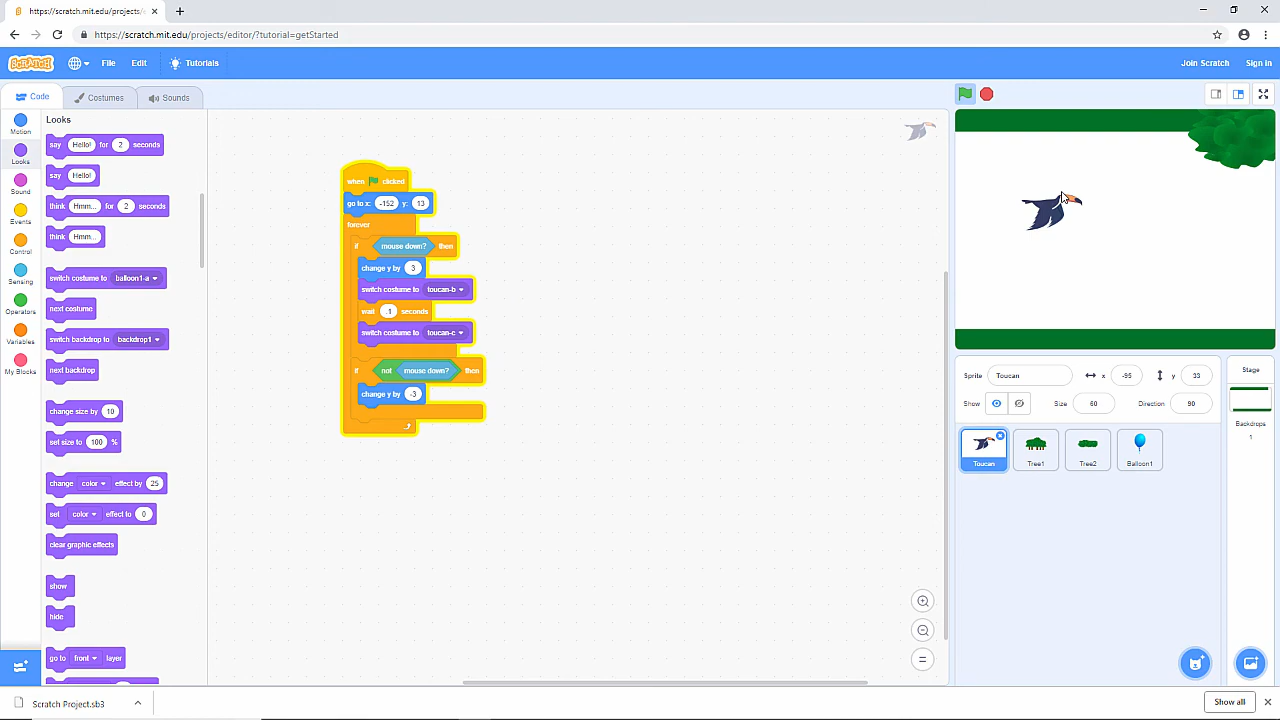 https://scratch.mit.edu/projects/
https://scratch.mit.edu/projects/editor/?tutorial=getStarted
SCRATCH
File
Edit
Tutorials
Join Scratch
Sign in
Code
Costumes
Sounds
Motion
Looks
Sound
Events
Control
Sensing
Operators
Variables
My Blocks
Looks
say Hello! for 2 seconds
say Hello!
think Hmm... for 2 seconds
think Hmm...
switch costume to balloon1-a
next costume
switch backdrop to backdrop1
next backdrop
change size by 10
set size to 100 %
change color effect by 25
set color effect to 0
clear graphic effects
show
hide
go to front layer
when clicked
go to x: -152 y: 13
forever
if mouse down? then
change y by 3
switch costume to toucan-b
wait .1 seconds
switch costume to toucan-c
if not mouse down? then
change y by -3
Sprite Toucan x -95 y 33
Show Size 60 Direction 90
Toucan
Tree1
Tree2
Balloon1
Stage
Backdrops
1
Scratch Project.sb3
Show all